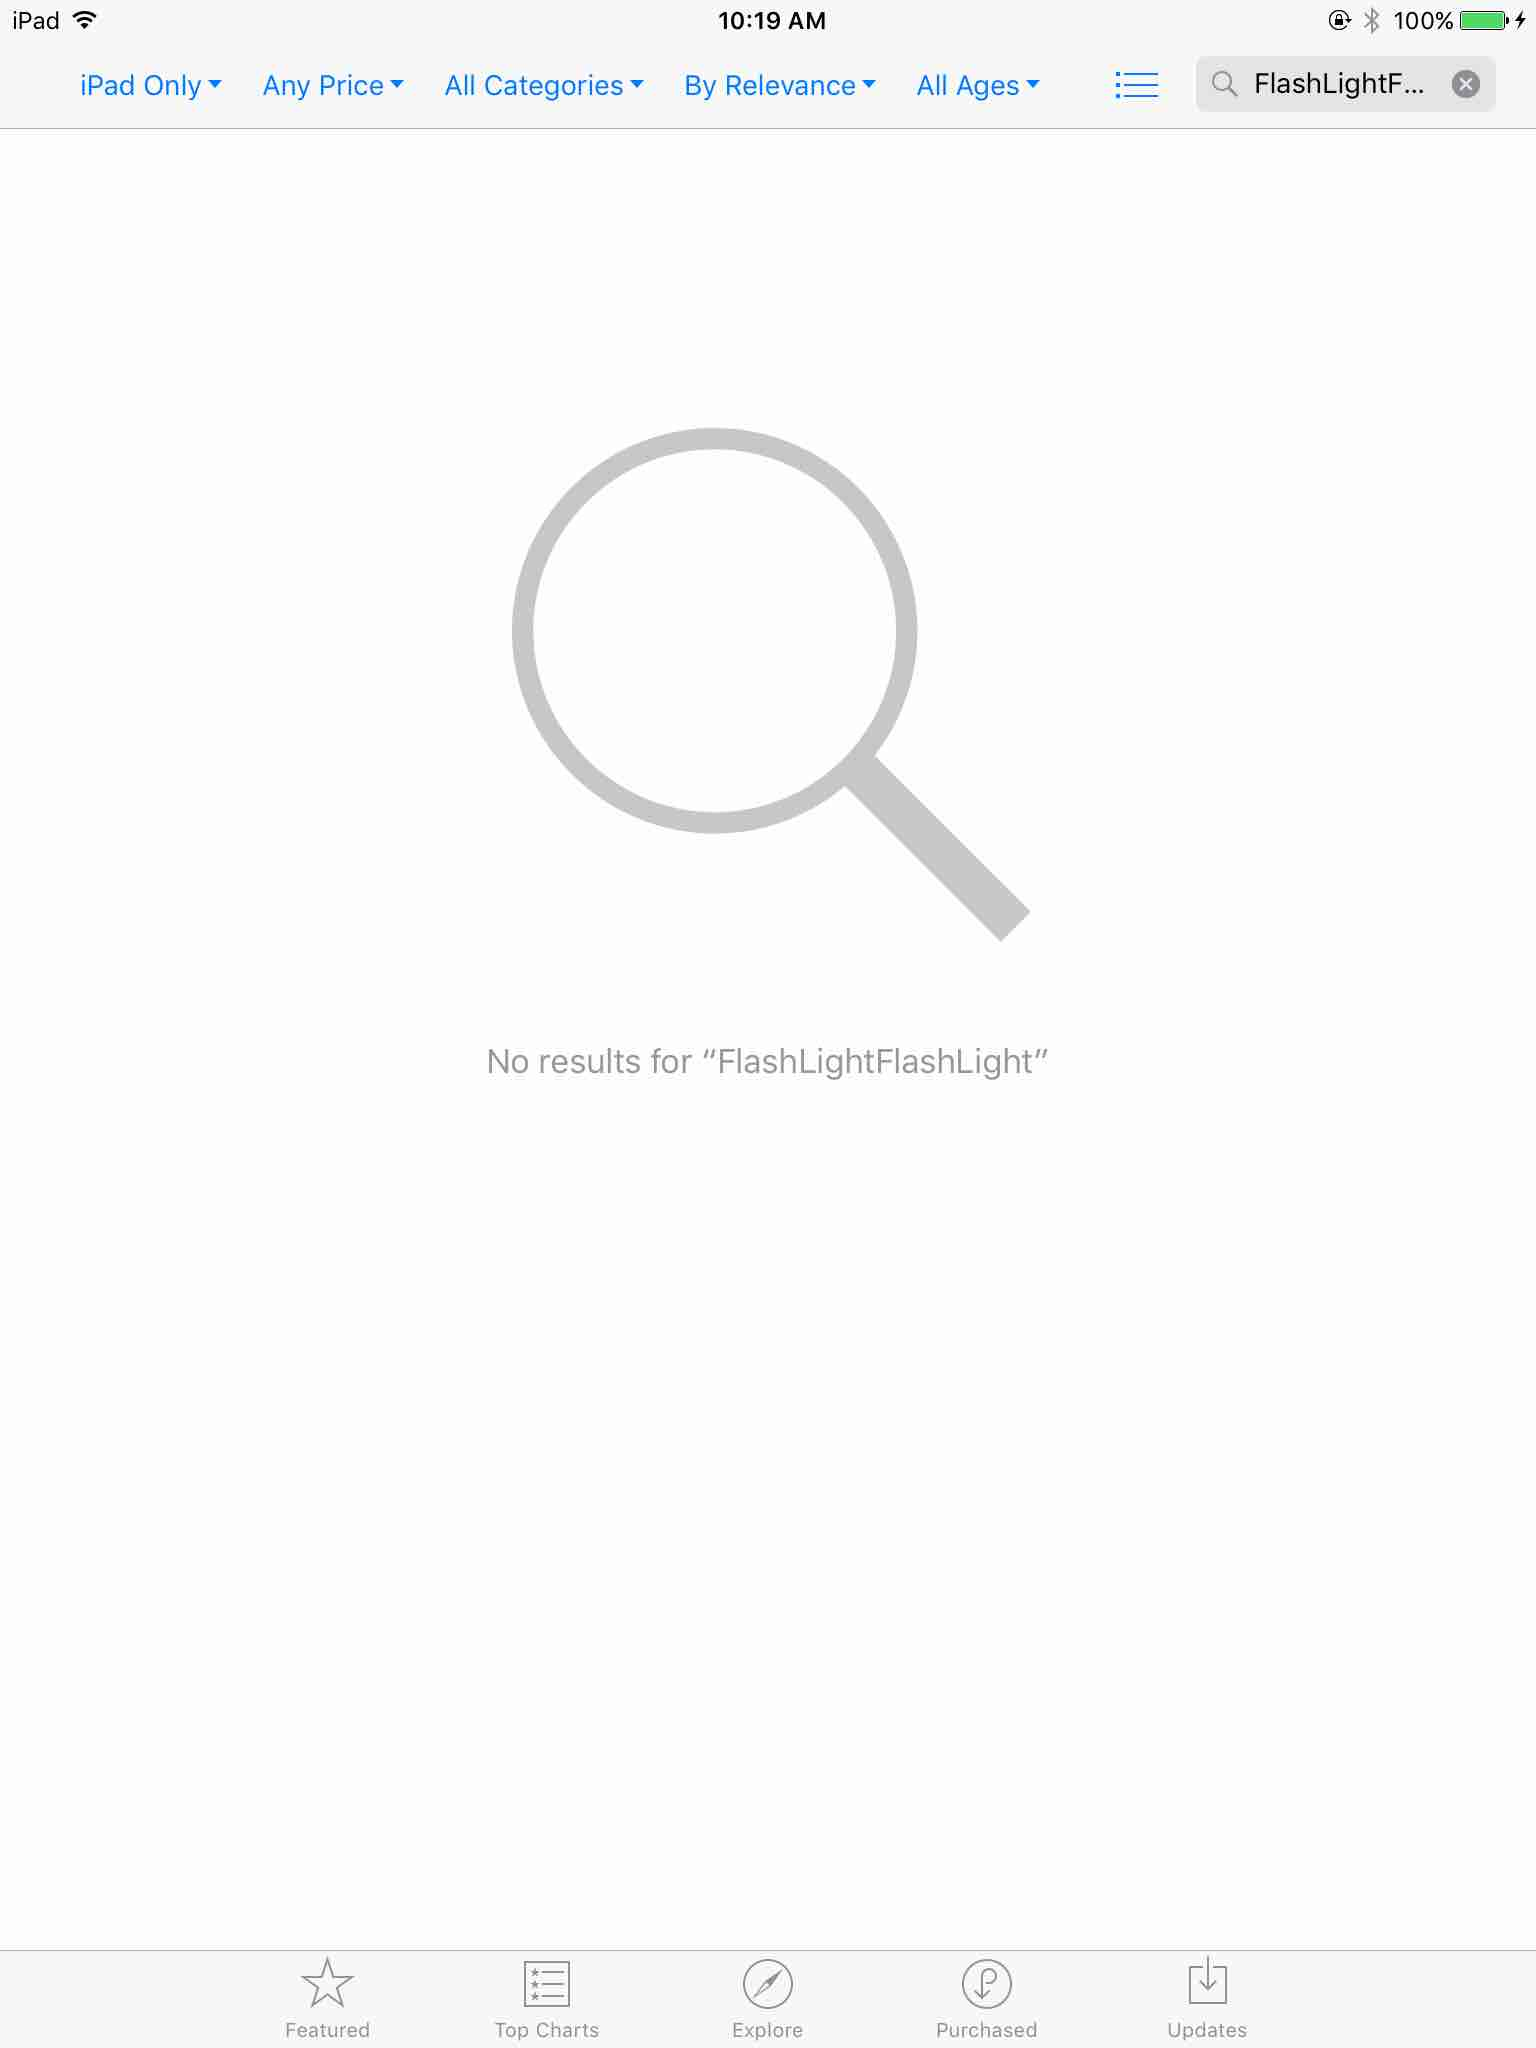 iPad 10:19 AM 100%
iPad Only Any Price All Categories By Relevance All Ages FlashLightF...
No results for “FlashLightFlashLight”
Featured Top Charts Explore Purchased Updates